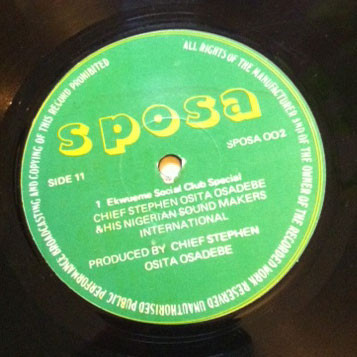 ALL RIGHTS OF THE MANUFACTURER AND OF THE OWNER OF THE RECORDED WORK RESERVED UNAUTHORISED PUBLIC PERFORMANCE BROADCASTING AND COPYING OF THIS RECORD PROHIBITED
sposa
SIDE 11
SPOSA 002
1 Ekwueme Social Club Special
CHIEF STEPHEN OSITA OSADEBE
&HIS NIGERIAN SOUND MAKERS
INTERNATIONAL
PRODUCED BY CHIEF STEPHEN
OSITA OSADEBE